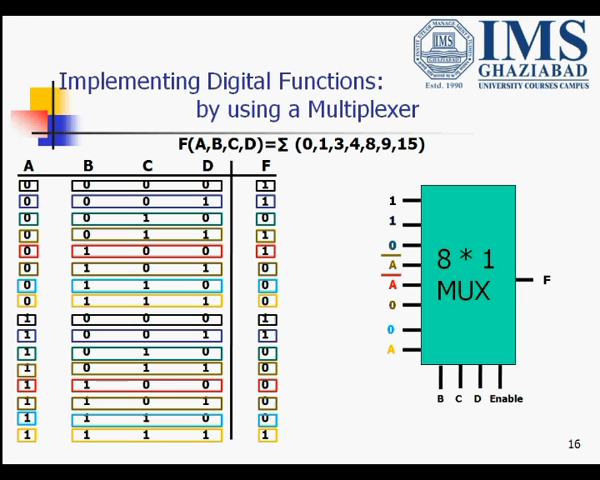 IMS
GHAZIABAD
Estd. 1990 UNIVERSITY COURSES CAMPUS
Implementing Digital Functions:
by using a Multiplexer
F(A,B,C,D)=∑ (0,1,3,4,8,9,15)
A B C D F
0 0 0 0 1
0 0 0 1 1
0 0 1 0 0
0 0 1 1 1
0 1 0 0 1
0 1 0 1 0
0 1 1 0 0
0 1 1 1 0
1 0 0 0 1
1 0 0 1 1
1 0 1 0 0
1 0 1 1 0
1 1 0 0 0
1 1 0 1 0
1 1 1 0 0
1 1 1 1 1
1
1
0
A̅
A̅
0
0
A
8 * 1
MUX
F
B C D Enable
16